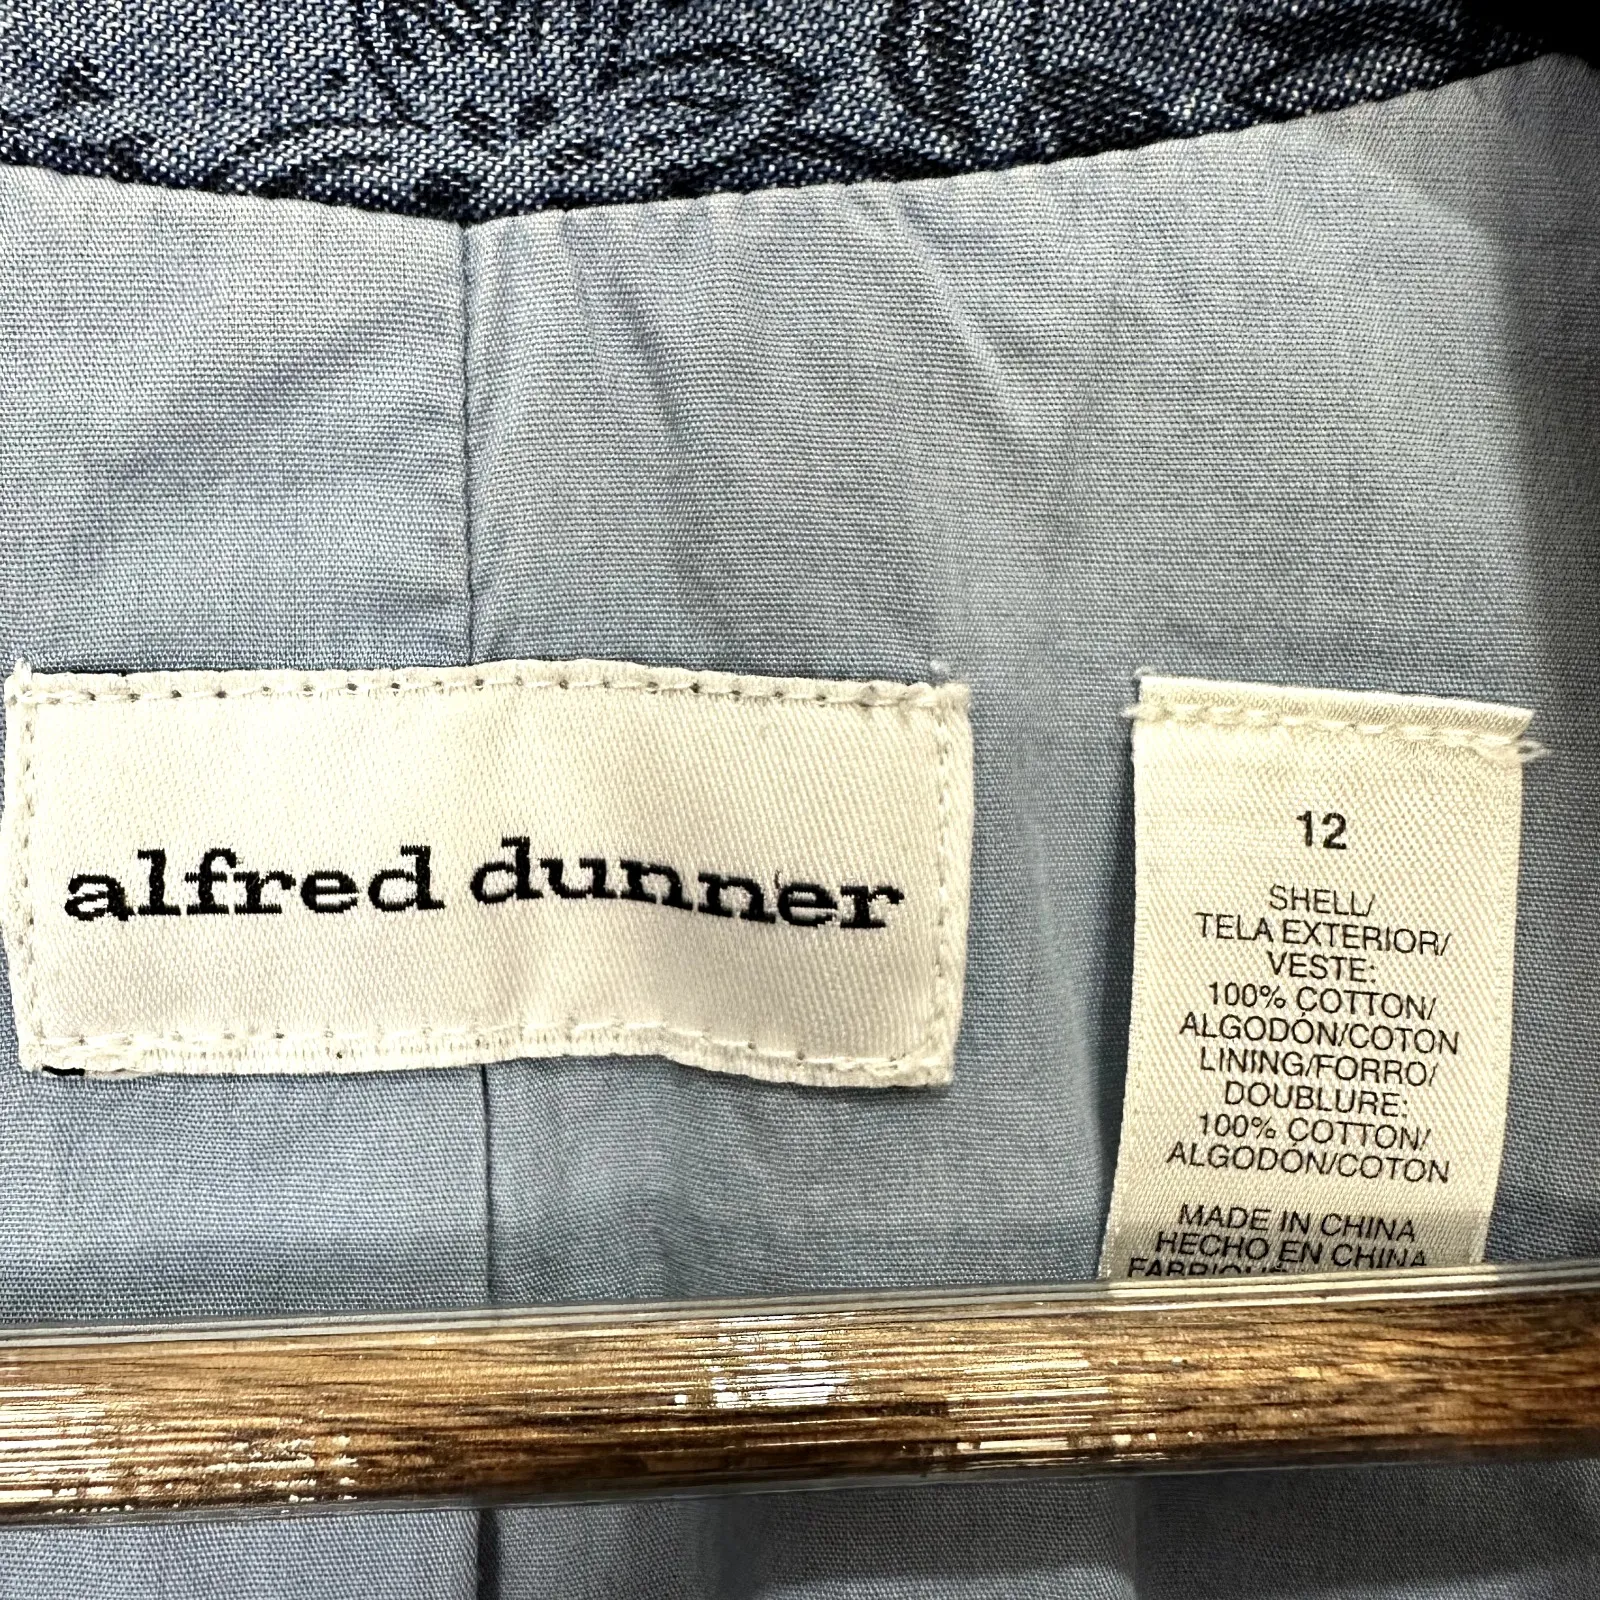 alfred dunner
12
SHELL/
TELA EXTERIOR/
VESTE:
100% COTTON/
ALGODÓN/COTON
LINING/FORRO/
DOUBLURE:
100% COTTON/
ALGODÓN/COTON
MADE IN CHINA
HECHO EN CHINA